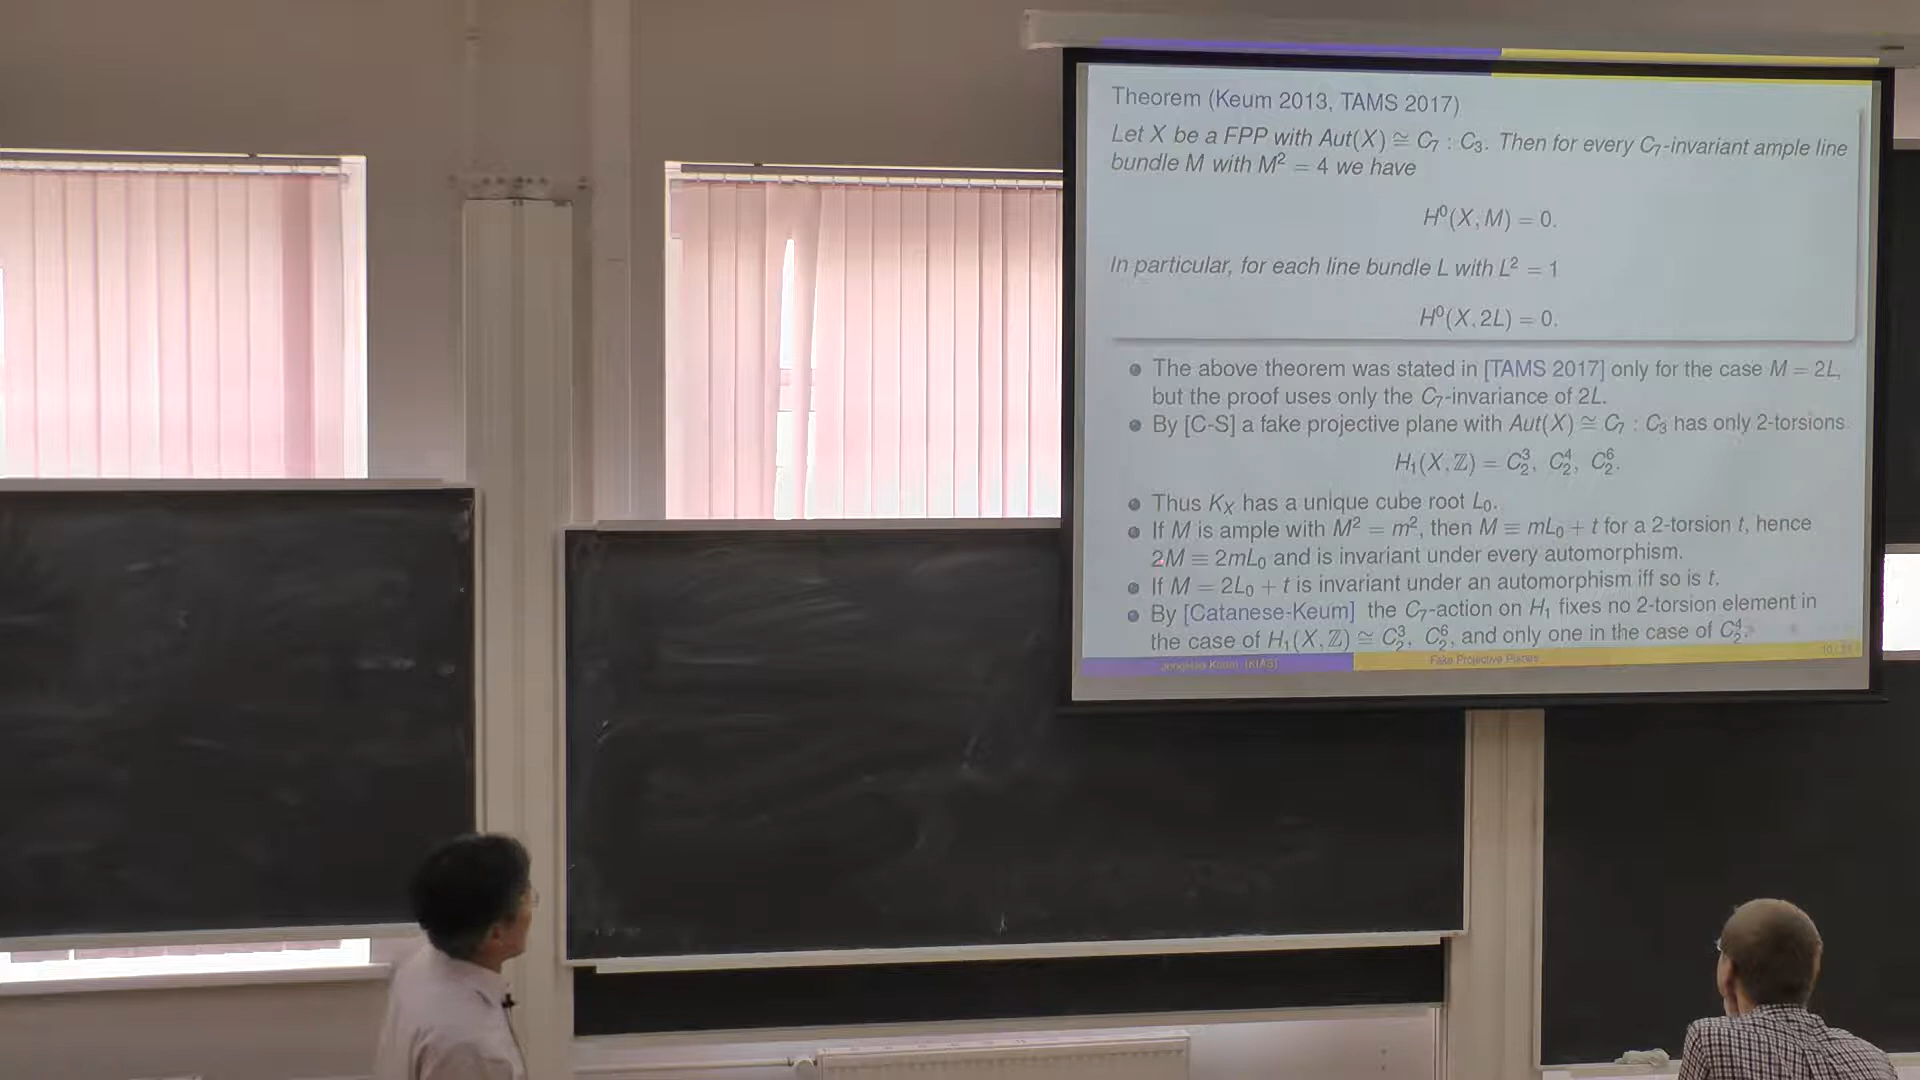 Theorem (Keum 2013, TAMS 2017)
Let X be a FPP with Aut(X) ≅ C₇ : C₃. Then for every C₇-invariant ample line
bundle M with M² = 4 we have
H⁰(X, M) = 0.
In particular, for each line bundle L with L² = 1
H⁰(X, 2L) = 0.
The above theorem was stated in [TAMS 2017] only for the case M = 2L,
but the proof uses only the C₇-invariance of 2L.
By [C-S] a fake projective plane with Aut(X) ≅ C₇ : C₃ has only 2-torsions
H₁(X, ℤ) = C₂³, C₂⁴, C₂⁶.
Thus K_X has a unique cube root L₀.
If M is ample with M² = m², then M ≡ mL₀ + t for a 2-torsion t, hence
2M ≡ 2mL₀ and is invariant under every automorphism.
If M = 2L₀ + t is invariant under an automorphism iff so is t.
By [Catanese-Keum] the C₇-action on H₁ fixes no 2-torsion element in
the case of H₁(X, ℤ) ≅ C₂³, C₂⁶, and only one in the case of C₂⁴.
Keum (KIAS) Fake Projective Planes